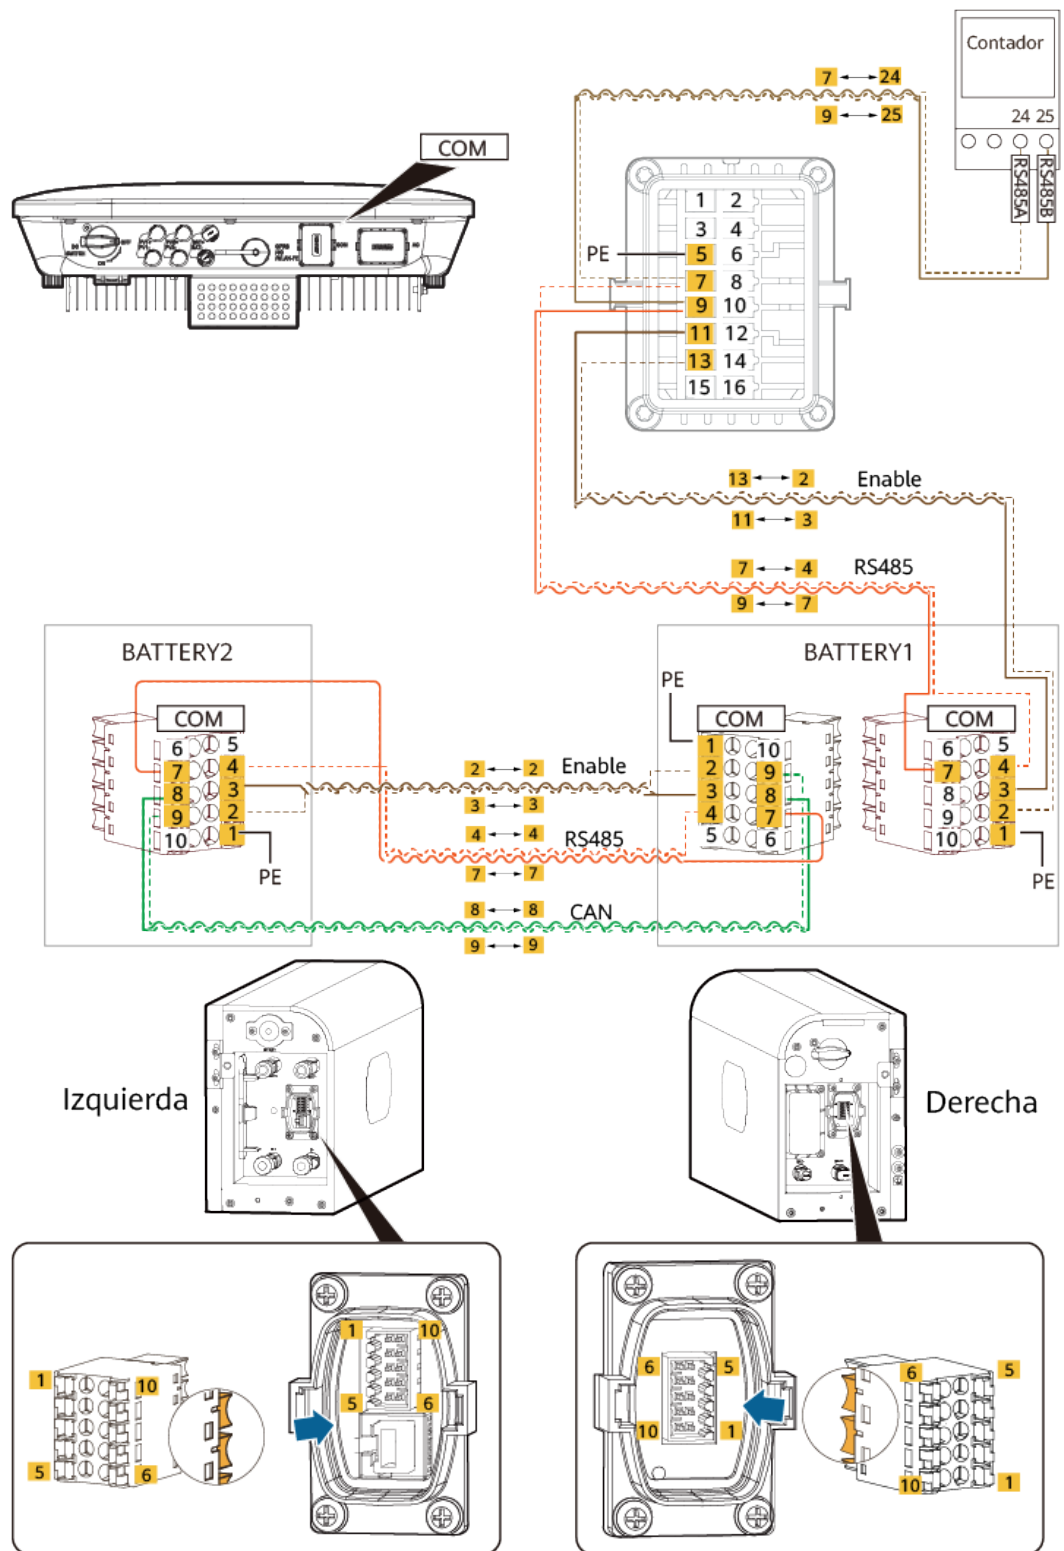 Contador
7 ↔ 24
9 ↔ 25
24 25
RS485A
RS485B
COM
1 2
3 4
PE
5 6
7 8
9 10
11 12
13 14
15 16
13 ↔ 2
Enable
11 ↔ 3
7 ↔ 4
RS485
9 ↔ 7
BATTERY2
COM
6 5
7 4
8 3
9 2
10 1
PE
2 ↔ 2
Enable
3 ↔ 3
4 ↔ 4
RS485
7 ↔ 7
8 ↔ 8
CAN
9 ↔ 9
BATTERY1
PE
COM
1 10
2 9
3 8
4 7
5 6
COM
6 5
7 4
8 3
9 2
10 1
PE
Izquierda
Derecha
1 10
5 6
1 10
5 6
6 5
10 1
6 5
10 1